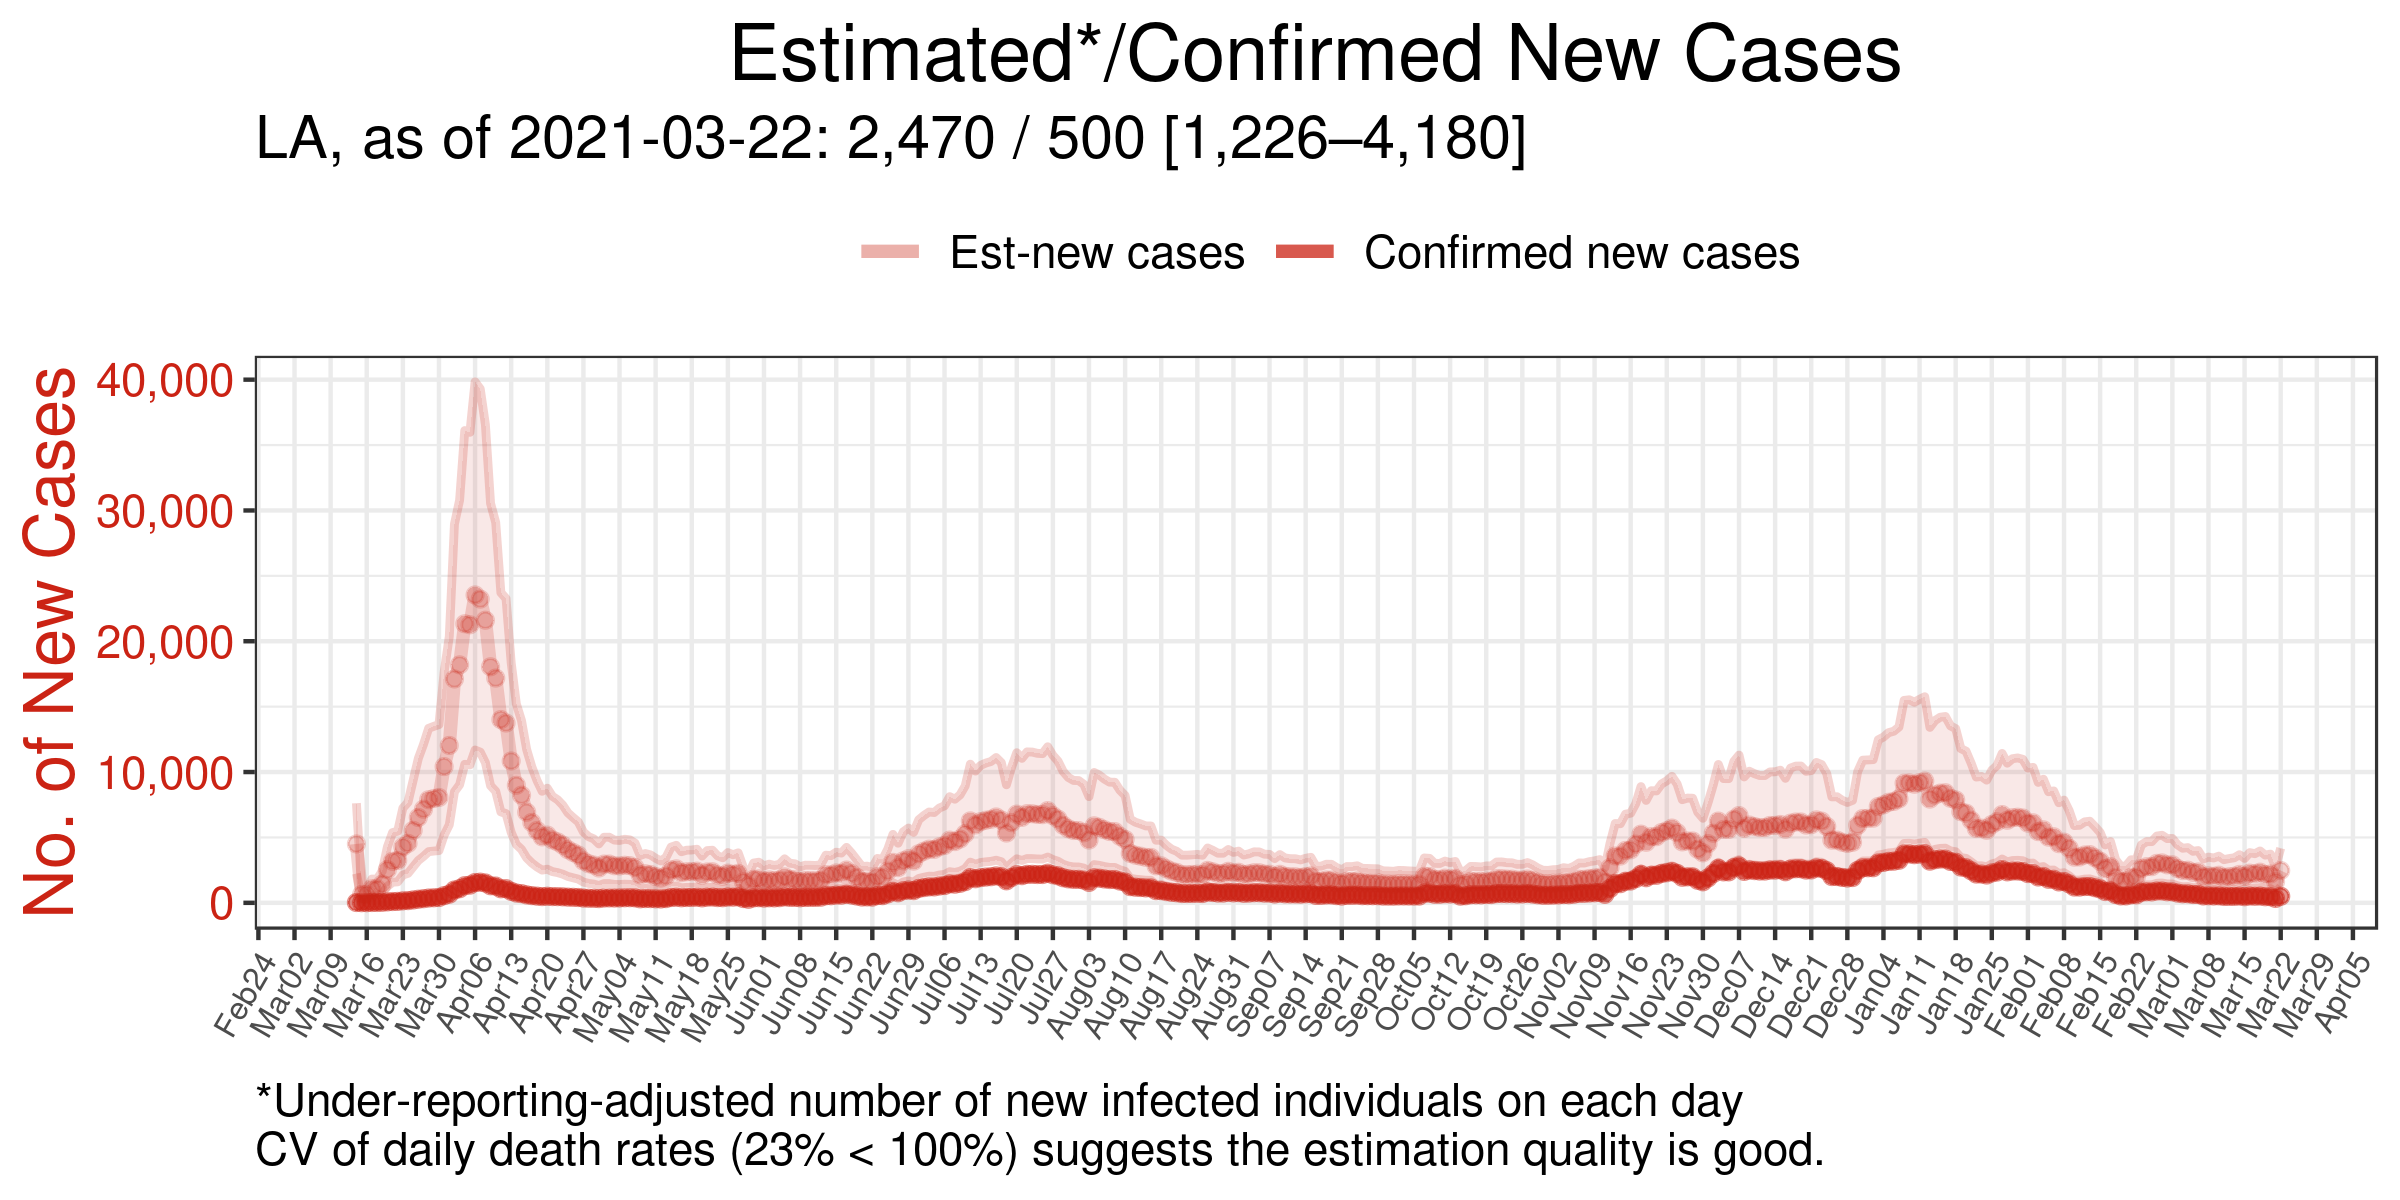 Estimated*/Confirmed New Cases
LA, as of 2021-03-22: 2,470 / 500 [1,226–4,180]
Est-new cases
Confirmed new cases
No. of New Cases
40,000
30,000
20,000
10,000
0
Feb24
Mar02
Mar09
Mar16
Mar23
Mar30
Apr06
Apr13
Apr20
Apr27
May04
May11
May18
May25
Jun01
Jun08
Jun15
Jun22
Jun29
Jul06
Jul13
Jul20
Jul27
Aug03
Aug10
Aug17
Aug24
Aug31
Sep07
Sep14
Sep21
Sep28
Oct05
Oct12
Oct19
Oct26
Nov02
Nov09
Nov16
Nov23
Nov30
Dec07
Dec14
Dec21
Dec28
Jan04
Jan11
Jan18
Jan25
Feb01
Feb08
Feb15
Feb22
Mar01
Mar08
Mar15
Mar22
Mar29
Apr05
*Under-reporting-adjusted number of new infected individuals on each day
CV of daily death rates (23% < 100%) suggests the estimation quality is good.